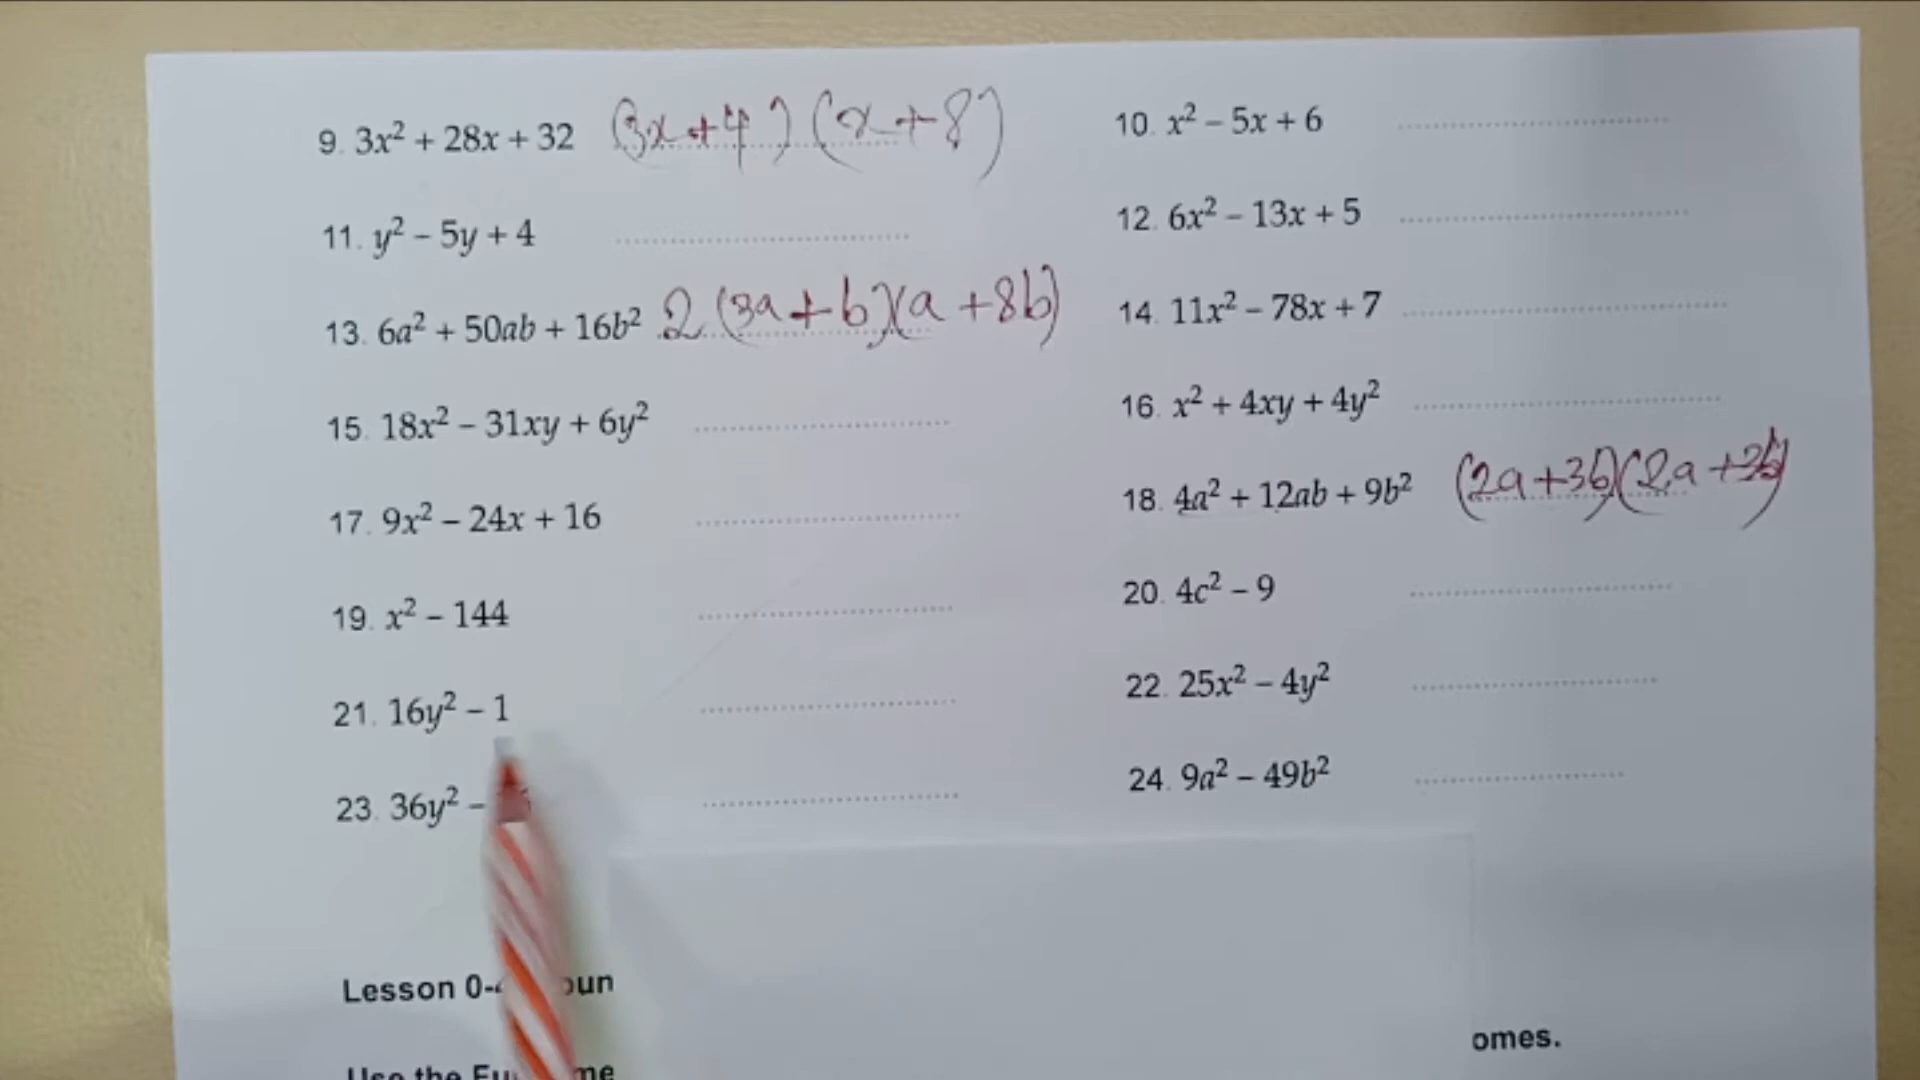 9. 3x² + 28x + 32 (3x+4)(x+8)
10. x² – 5x + 6
11. y² – 5y + 4
12. 6x² – 13x + 5
13. 6a² + 50ab + 16b² 2(3a+b)(a+8b)
14. 11x² – 78x + 7
15. 18x² – 31xy + 6y²
16. x² + 4xy + 4y²
17. 9x² – 24x + 16
18. 4a² + 12ab + 9b² (2a+3b)(2a+3b)
19. x² – 144
20. 4c² – 9
21. 16y² – 1
22. 25x² – 4y²
23. 36y² –
24. 9a² – 49b²
Lesson 0-
omes.
Use the